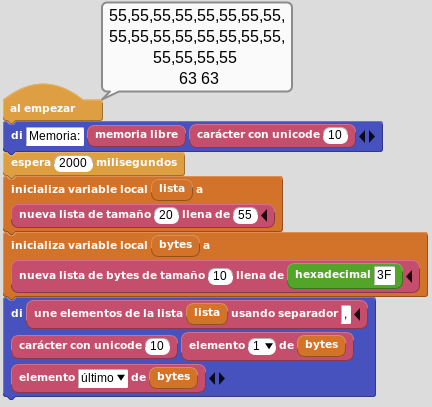 55,55,55,55,55,55,55,55,
55,55,55,55,55,55,55,55,
55,55,55,55
63 63
al empezar
di Memoria: memoria libre carácter con unicode 10
espera 2000 milisegundos
inicializa variable local lista a
nueva lista de tamaño 20 llena de 55
inicializa variable local bytes a
nueva lista de bytes de tamaño 10 llena de hexadecimal 3F
di une elementos de la lista lista usando separador ,
carácter con unicode 10 elemento 1 de bytes
elemento último de bytes